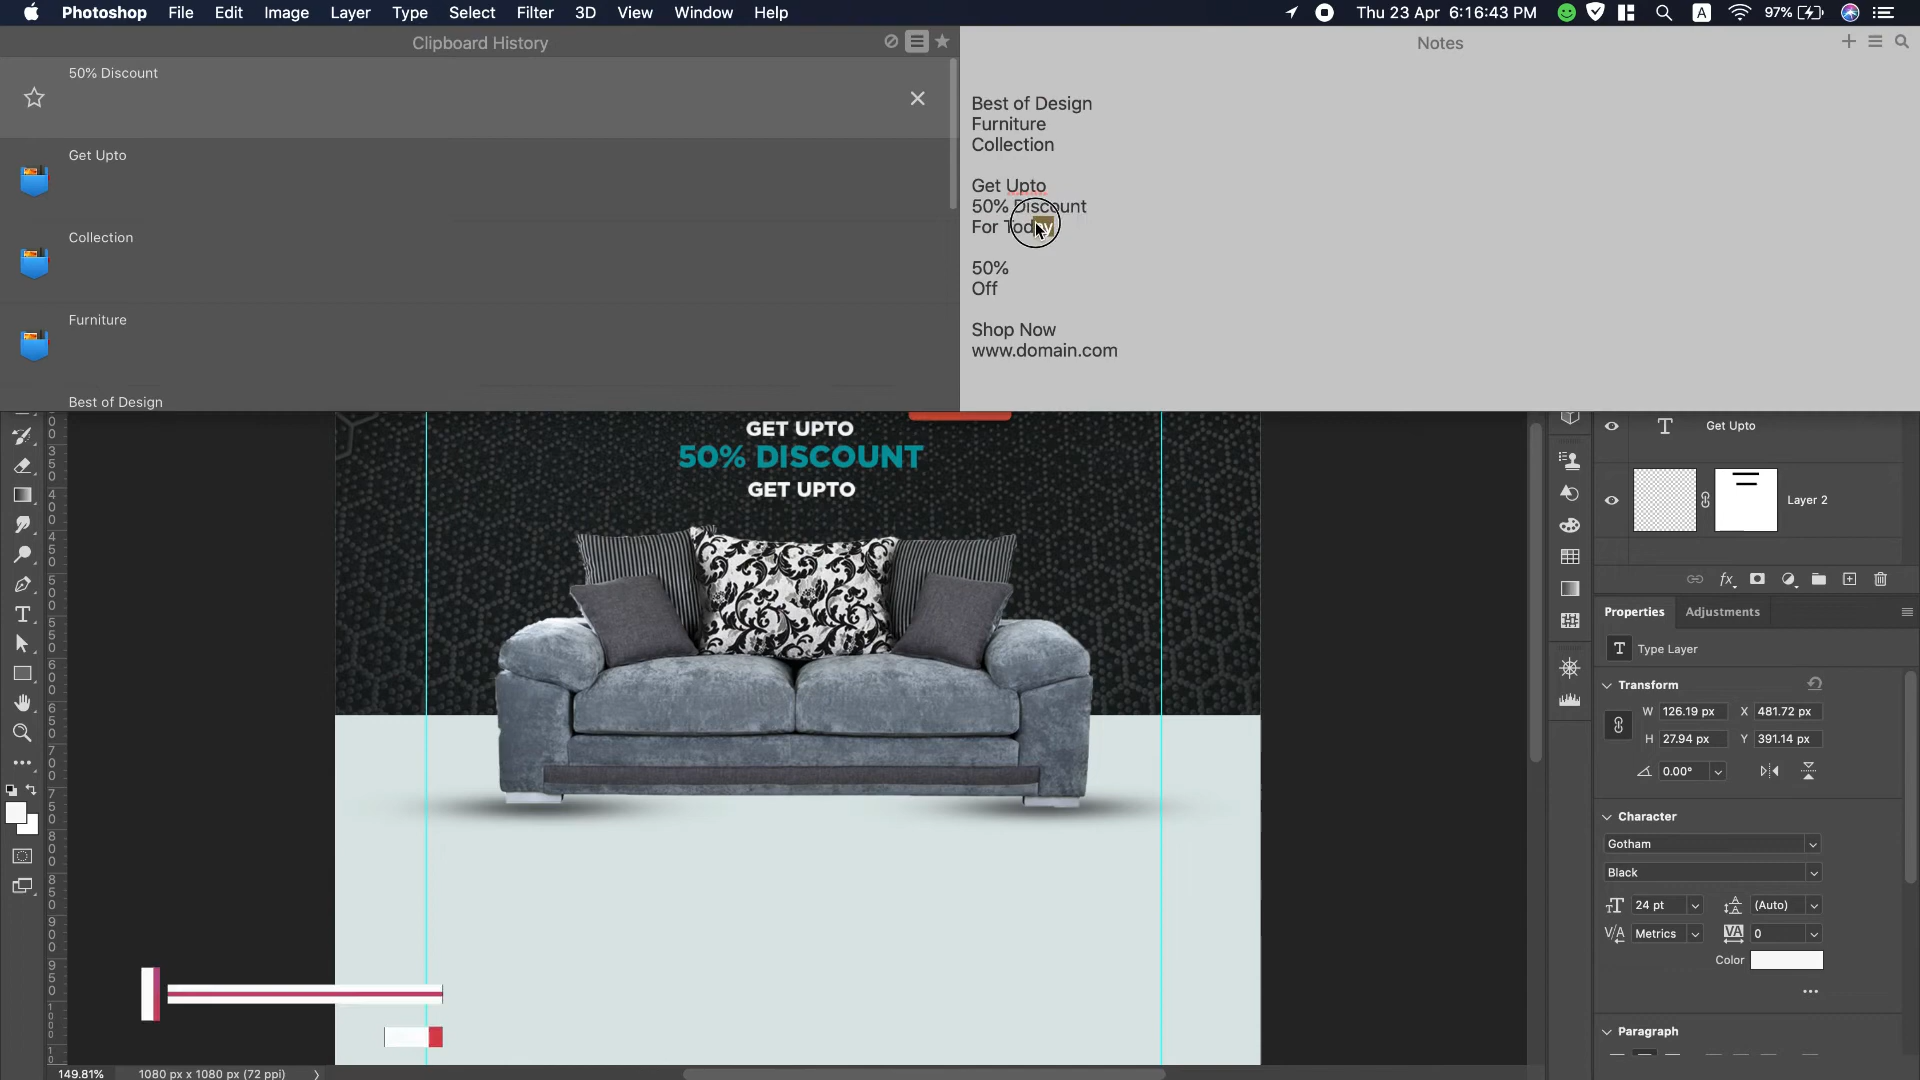 Photoshop File Edit Image Layer Type Select Filter 3D View Window Help
A 97% Thu 23 Apr 6:16:43 PM
Clipboard History
50% Discount
Get Upto
Collection
Furniture
Best of Design
Notes
Best of Design
Furniture
Collection
Get Upto
50% Discount
For Today
50%
Off
Shop Now
www.domain.com
GET UPTO
50% DISCOUNT
GET UPTO
Get Upto
Layer 2
fx
Properties Adjustments
T Type Layer
Transform
W 126.19 px X 481.72 px
H 27.94 px Y 391.14 px
0.00°
Character
Gotham
Black
24 pt (Auto)
Metrics 0
Color
Paragraph
149.81% 1080 px x 1080 px (72 ppi)